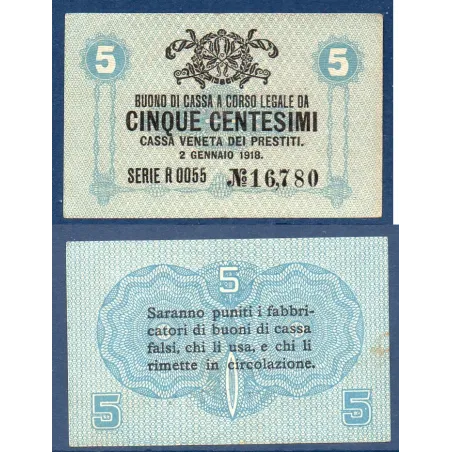 5 5
BUONO DI CASSA A CORSO LEGALE DA
CINQUE CENTESIMI
CASSA VENETA DEI PRESTITI.
2 GENNAIO 1918.
SERIE R 0055 № 16,780
5
Saranno puniti i fabbri-
catori di buoni di cassa
falsi, chi li usa, e chi li
rimette in circolazione.
5 5